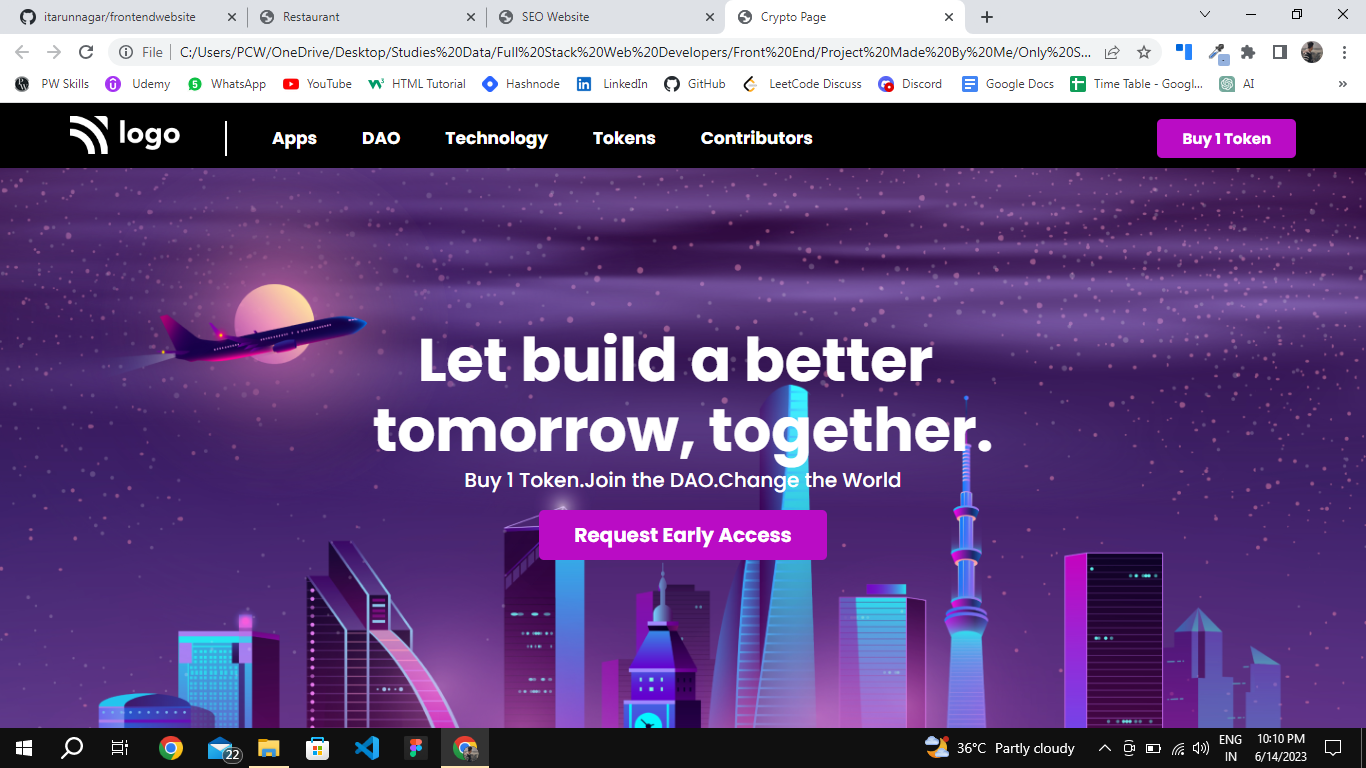 itarunnagar/frontendwebsite
Restaurant
SEO Website
Crypto Page
File
C:/Users/PCW/OneDrive/Desktop/Studies%20Data/Full%20Stack%20Web%20Developers/Front%20End/Project%20Made%20By%20Me/Only%20S...
PW Skills
Udemy
WhatsApp
YouTube
HTML Tutorial
Hashnode
LinkedIn
GitHub
LeetCode Discuss
Discord
Google Docs
Time Table - Googl...
AI
»
logo
Apps
DAO
Technology
Tokens
Contributors
Buy 1 Token
Let build a better
tomorrow, together.
Buy 1 Token.Join the DAO.Change the World
Request Early Access
22
36°C Partly cloudy
ENG
IN
10:10 PM
6/14/2023